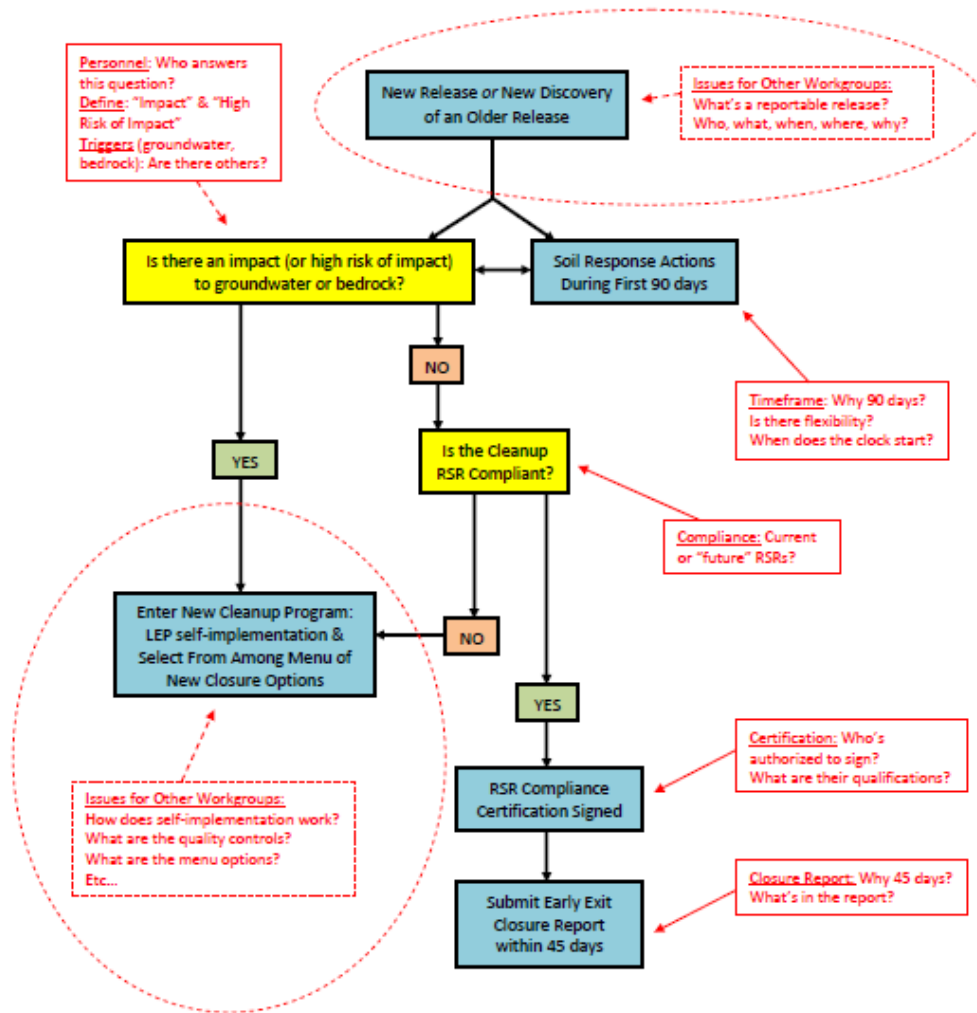 Personnel: Who answers
this question?
Define: "Impact" & "High
Risk of Impact"
Triggers (groundwater,
bedrock): Are there others?
New Release or New Discovery
of an Older Release
Issues for Other Workgroups:
What's a reportable release?
Who, what, when, where, why?
Is there an impact (or high risk of impact)
to groundwater or bedrock?
Soil Response Actions
During First 90 days
NO
Timeframe: Why 90 days?
Is there flexibility?
When does the clock start?
YES
Is the Cleanup
RSR Compliant?
Compliance: Current
or "future" RSRs?
Enter New Cleanup Program:
LEP self-implementation &
Select From Among Menu of
New Closure Options
NO
YES
Certification: Who's
authorized to sign?
What are their qualifications?
RSR Compliance
Certification Signed
Issues for Other Workgroups:
How does self-implementation work?
What are the quality controls?
What are the menu options?
Etc...
Closure Report: Why 45 days?
What's in the report?
Submit Early Exit
Closure Report
within 45 days